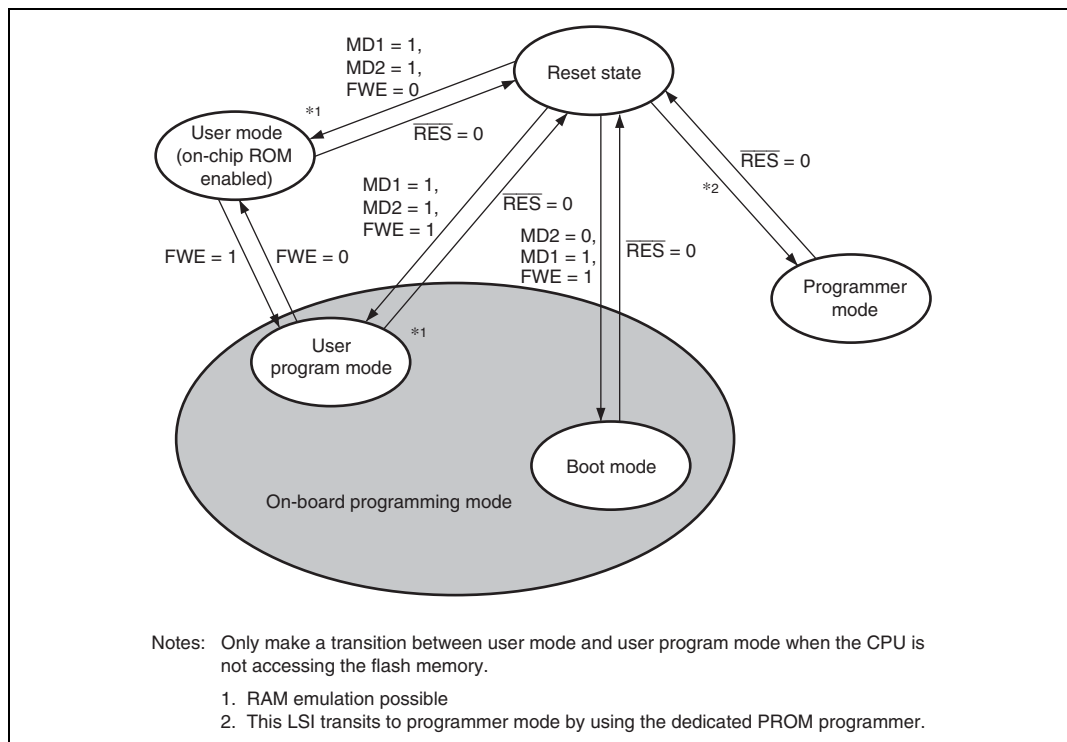 MD1 = 1,
MD2 = 1,
FWE = 0
Reset state
*1
User mode
(on-chip ROM
enabled)
RES = 0
MD1 = 1,
MD2 = 1,
FWE = 1
RES = 0
MD2 = 0,
MD1 = 1,
FWE = 1
RES = 0
*2
RES = 0
FWE = 1
FWE = 0
Programmer
mode
User
program mode
*1
Boot mode
On-board programming mode
Notes: Only make a transition between user mode and user program mode when the CPU is
not accessing the flash memory.
1. RAM emulation possible
2. This LSI transits to programmer mode by using the dedicated PROM programmer.